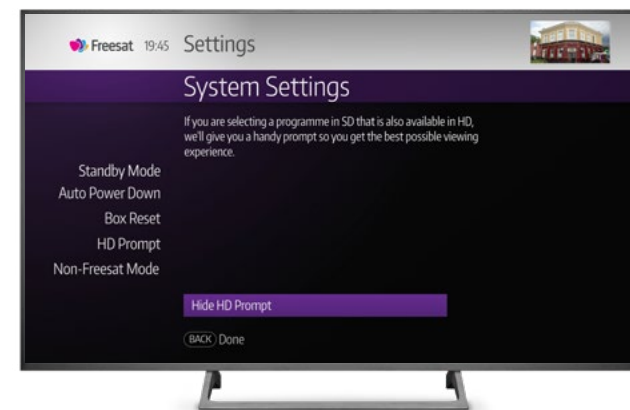 Freesat 19:45 Settings
System Settings
If you are selecting a programme in SD that is also available in HD,
we'll give you a handy prompt so you get the best possible viewing
experience.
Standby Mode
Auto Power Down
Box Reset
HD Prompt
Non-Freesat Mode
Hide HD Prompt
BACK Done